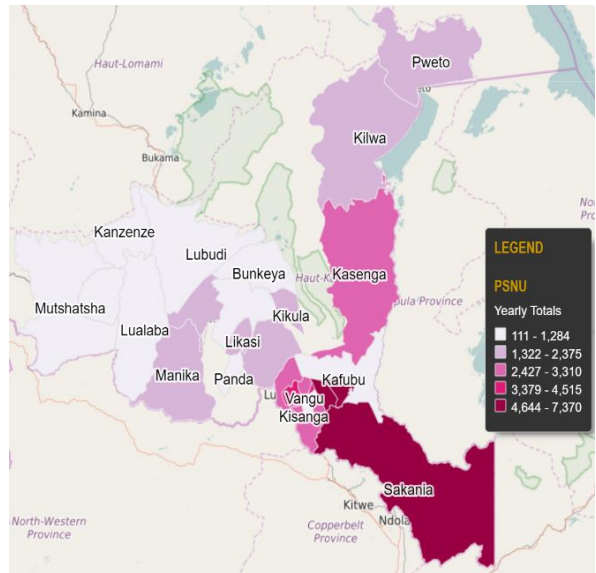 Pweto
Haut-Lomami
Kamina
Kilwa
Bukama
Kanzenze
Lubudi
Bunkeya
Kasenga
Mutshatsha
Lualaba
Kikula
Likasi
Manika
Panda
Kafubu
Vangu
Kisanga
Sakania
Kitwe
Ndola
North-Western
Province
Copperbelt
Province
LEGEND
PSNU
Yearly Totals
111 - 1,284
1,322 - 2,375
2,427 - 3,310
3,379 - 4,515
4,644 - 7,370